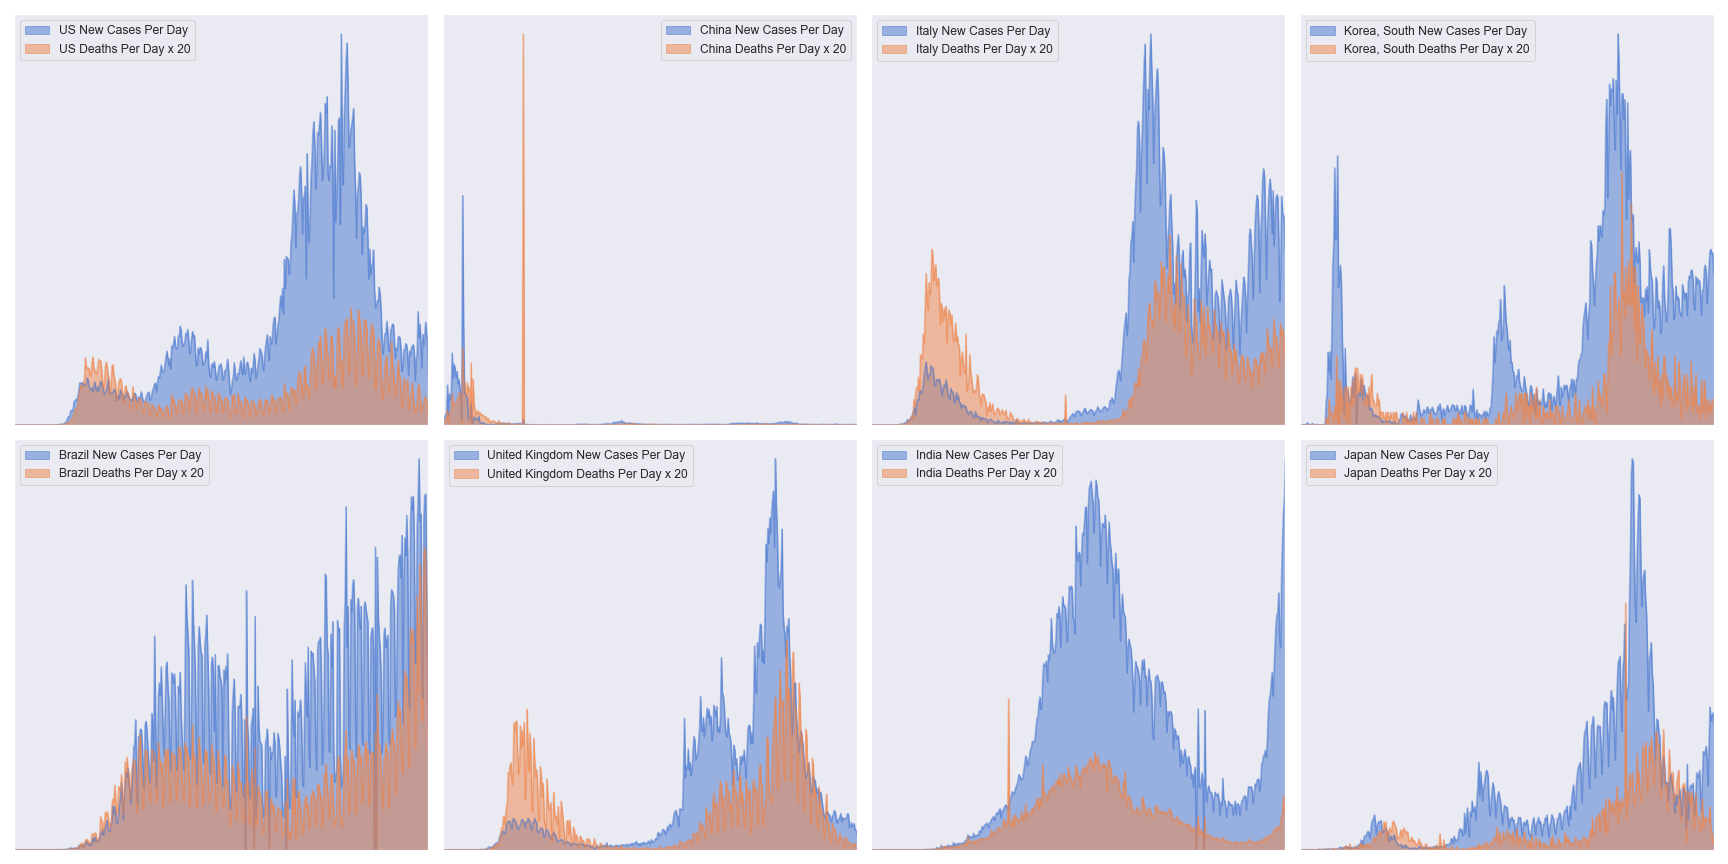 US New Cases Per Day
US Deaths Per Day x 20
China New Cases Per Day
China Deaths Per Day x 20
Italy New Cases Per Day
Italy Deaths Per Day x 20
Korea, South New Cases Per Day
Korea, South Deaths Per Day x 20
Brazil New Cases Per Day
Brazil Deaths Per Day x 20
United Kingdom New Cases Per Day
United Kingdom Deaths Per Day x 20
India New Cases Per Day
India Deaths Per Day x 20
Japan New Cases Per Day
Japan Deaths Per Day x 20